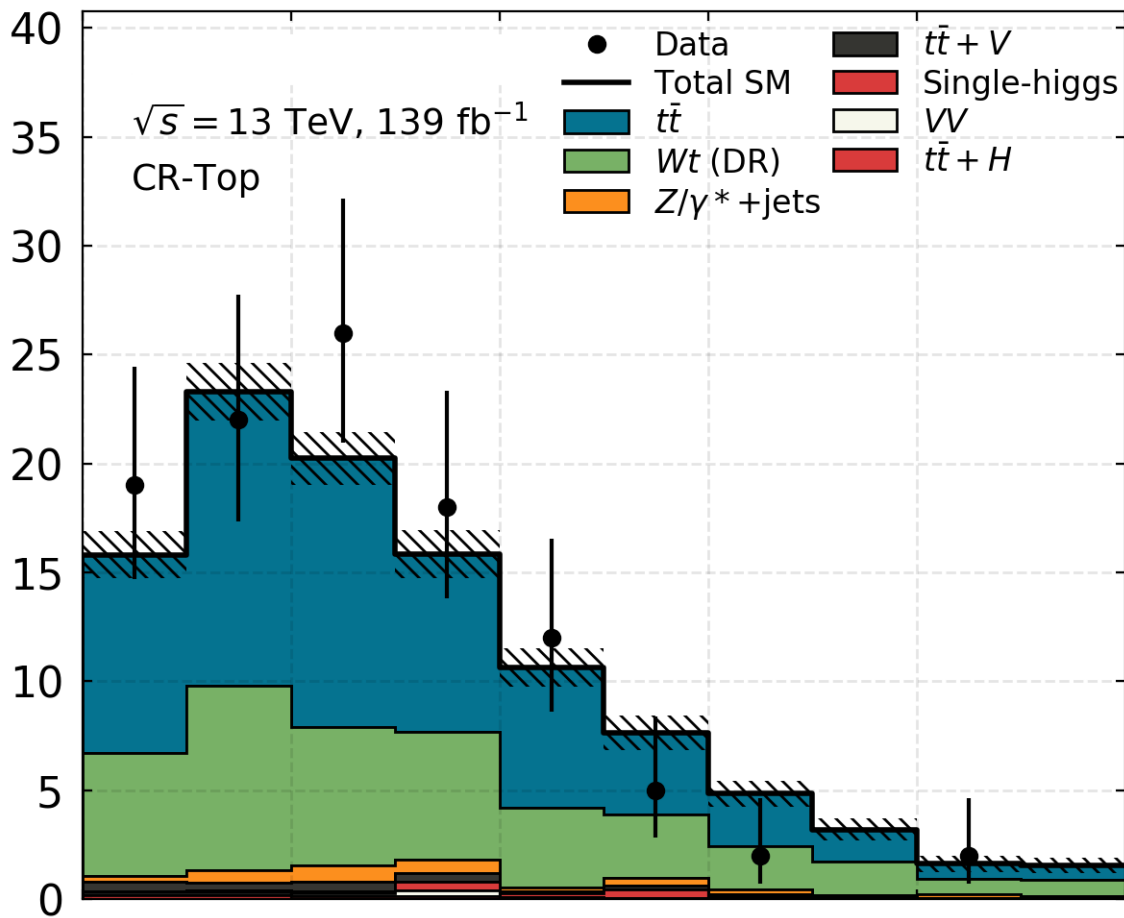 40
35
30
25
20
15
10
5
0
√s = 13 TeV, 139 fb⁻¹
CR-Top
Data
Total SM
tt̄
Wt (DR)
Z/γ*+jets
tt̄ + V
Single-higgs
VV
tt̄ + H